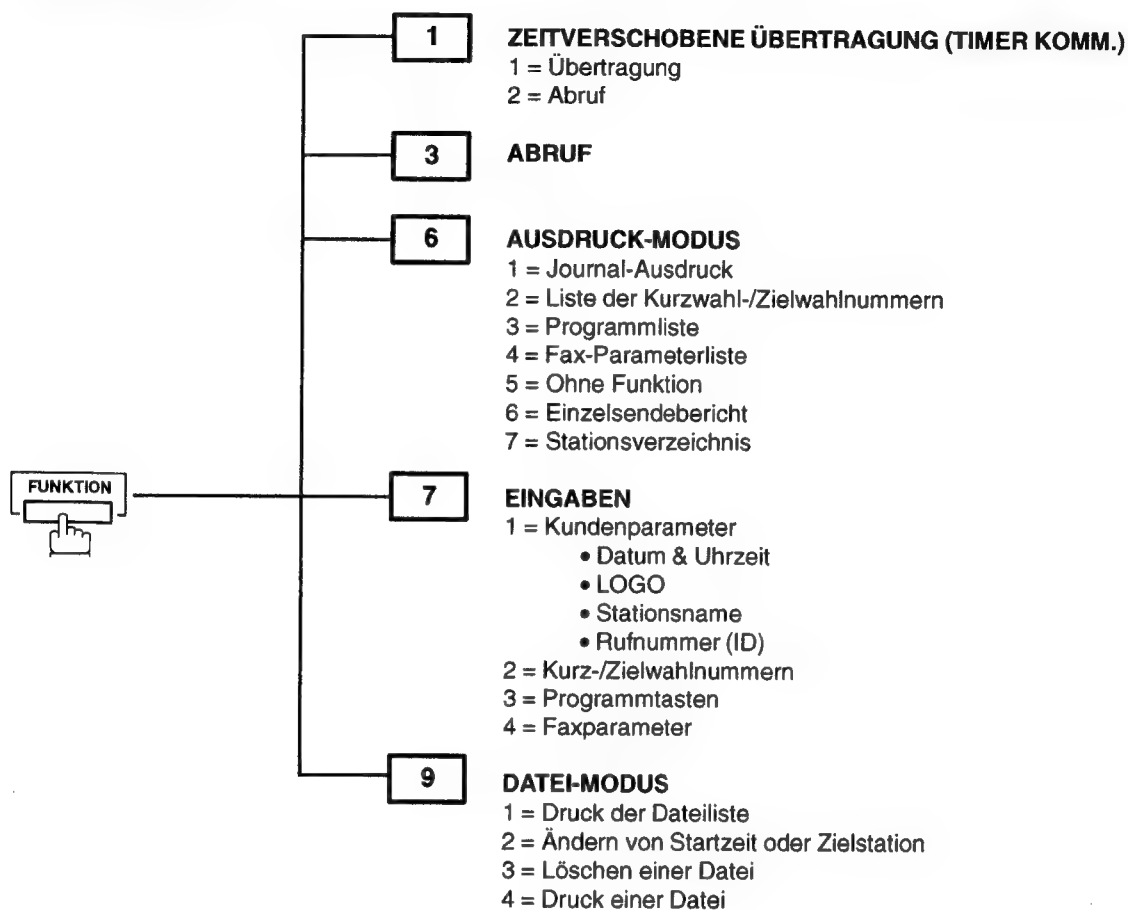 1
ZEITVERSCHOBENE ÜBERTRAGUNG (TIMER KOMM.)
1 = Übertragung
2 = Abruf
3
ABRUF
6
AUSDRUCK-MODUS
1 = Journal-Ausdruck
2 = Liste der Kurzwahl-/Zielwahlnummern
3 = Programmliste
4 = Fax-Parameterliste
5 = Ohne Funktion
6 = Einzelsendebericht
7 = Stationsverzeichnis
FUNKTION
7
EINGABEN
1 = Kundenparameter
• Datum & Uhrzeit
• LOGO
• Stationsname
• Rufnummer (ID)
2 = Kurz-/Zielwahlnummern
3 = Programmtasten
4 = Faxparameter
9
DATEI-MODUS
1 = Druck der Dateiliste
2 = Ändern von Startzeit oder Zielstation
3 = Löschen einer Datei
4 = Druck einer Datei